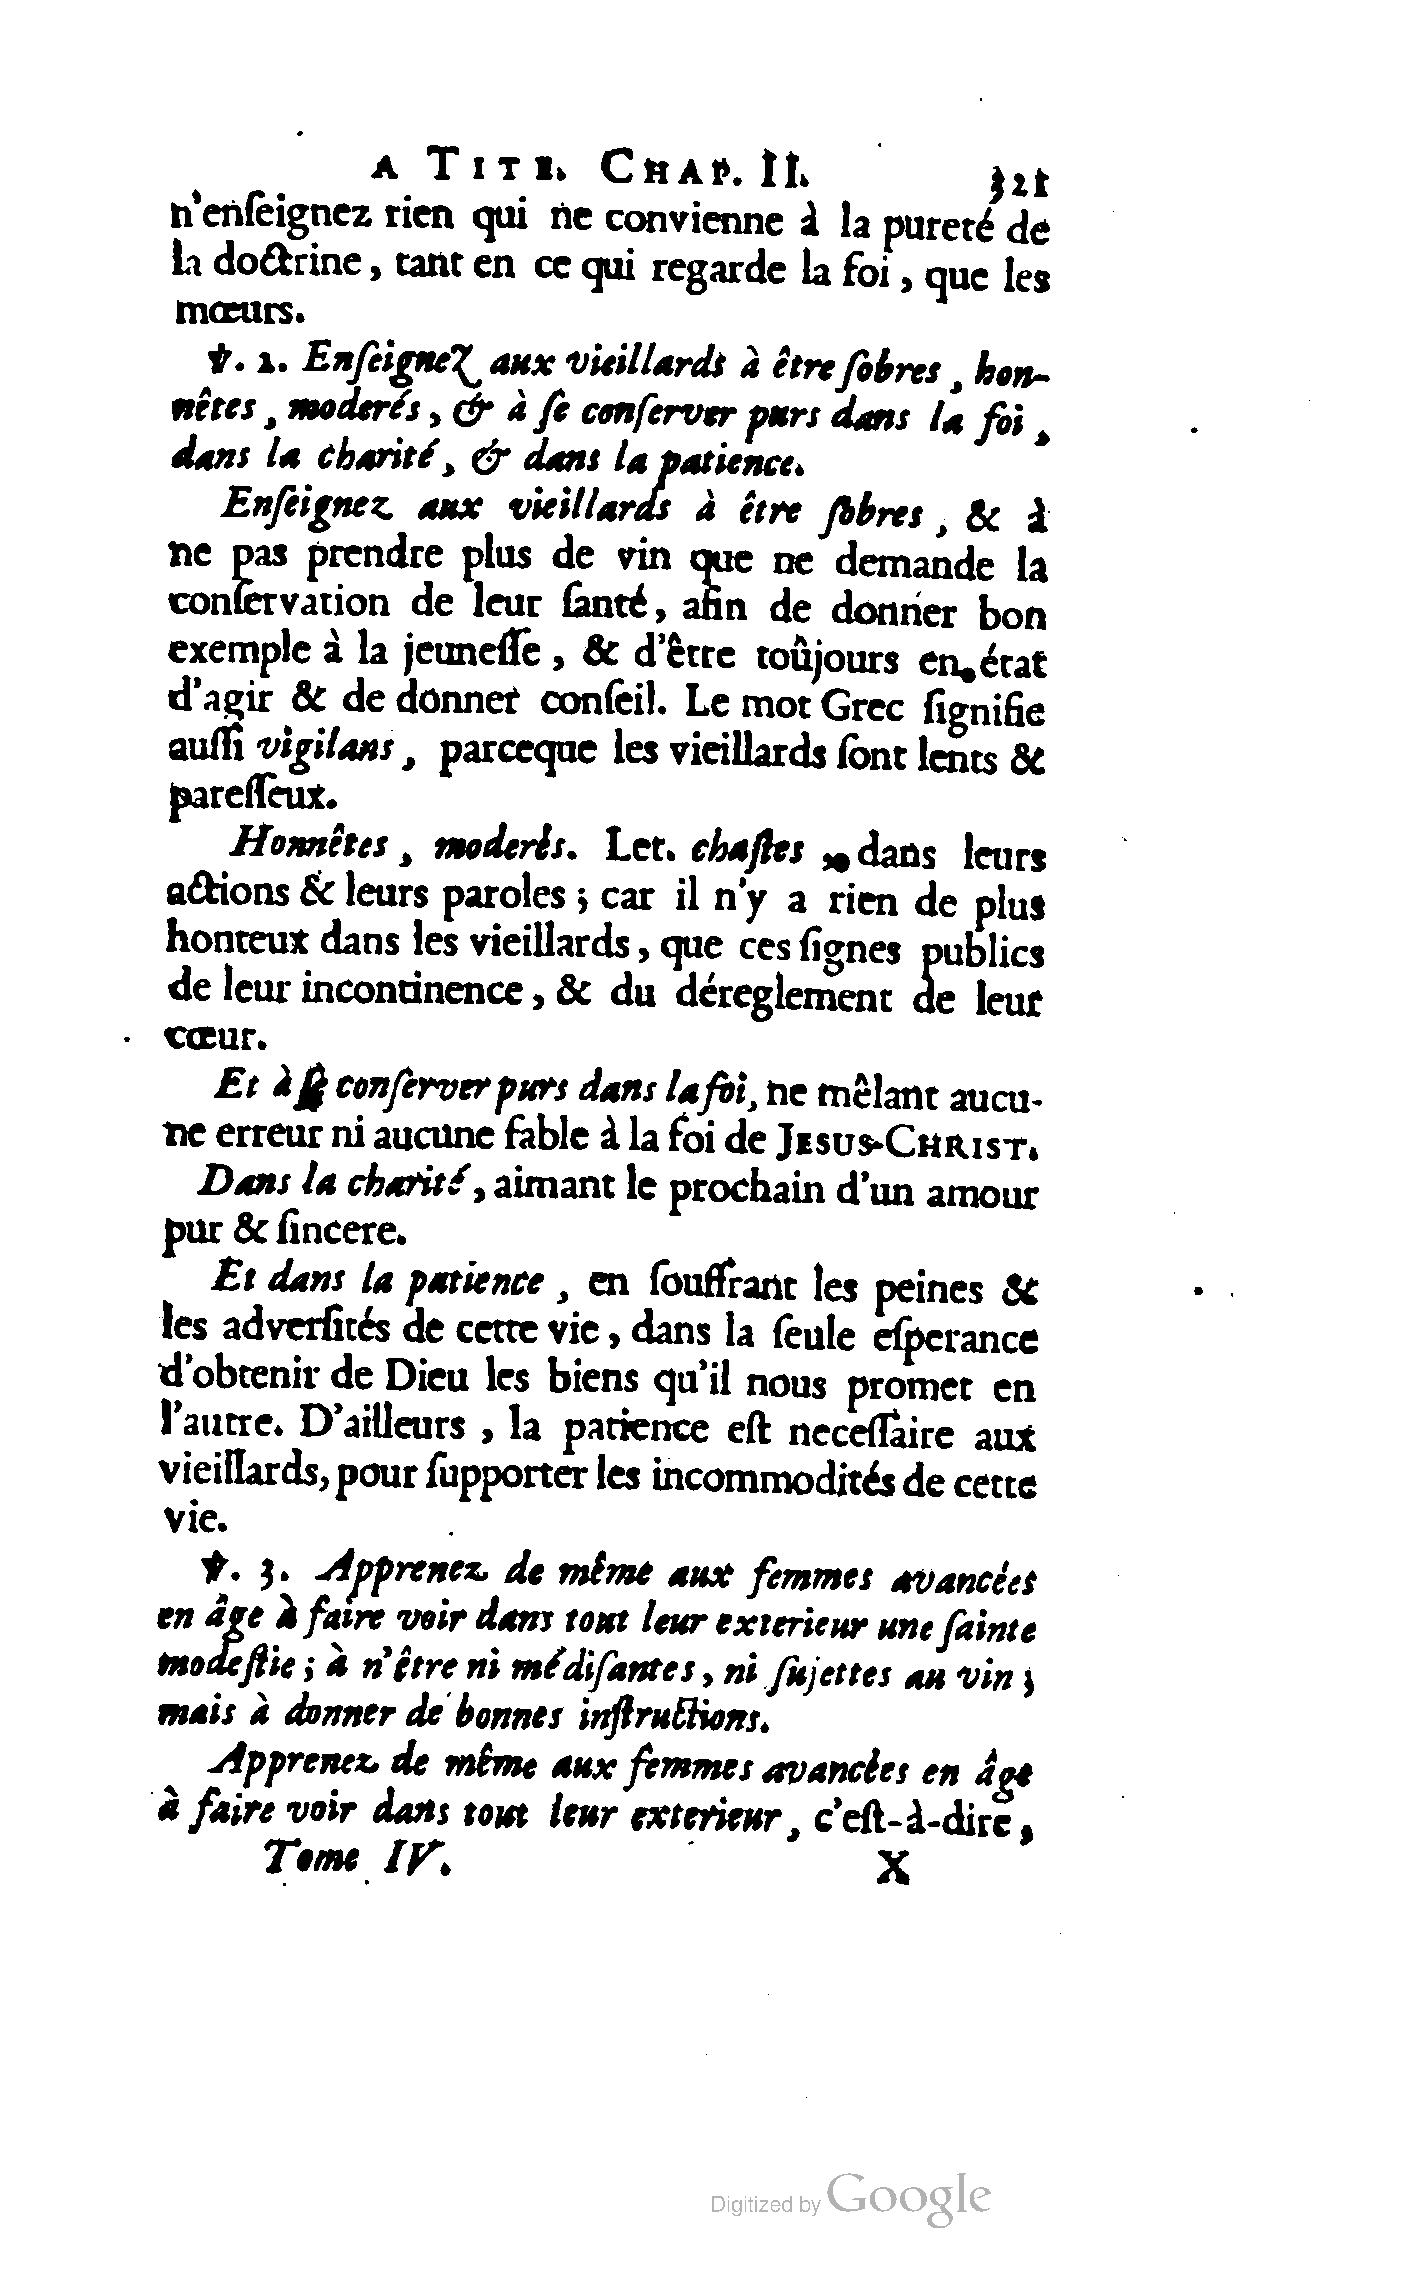 A TITE. CHAP. II. 321
n'enſeignez rien qui ne convienne à la pureté de
la doctrine, tant en ce qui regarde la foi, que les
mœurs.
℣. 2. Enſeignez aux vieillards à être ſobres, hon-
nêtes, moderés, & à ſe conſerver purs dans la foi,
dans la charité, & dans la patience.
Enſeignez aux vieillards à être ſobres, & à
ne pas prendre plus de vin que ne demande la
conſervation de leur ſanté, afin de donner bon
exemple à la jeuneſſe, & d'être toûjours en état
d'agir & de donner conſeil. Le mot Grec ſignifie
auſſi vigilans, parceque les vieillards ſont lents &
pareſſeux.
Honnêtes, moderés. Let. chaſtes, dans leurs
actions & leurs paroles; car il n'y a rien de plus
honteux dans les vieillards, que ces ſignes publics
de leur incontinence, & du déreglement de leur
cœur.
Et à ſe conſerver purs dans la foi, ne mêlant aucu-
ne erreur ni aucune fable à la foi de JESUS-CHRIST.
Dans la charité, aimant le prochain d'un amour
pur & ſincere.
Et dans la patience, en ſouffrant les peines &
les adverſités de cette vie, dans la ſeule eſperance
d'obtenir de Dieu les biens qu'il nous promet en
l'autre. D'ailleurs, la patience eſt neceſſaire aux
vieillards, pour ſupporter les incommodités de cette
vie.
℣. 3. Apprenez de même aux femmes avancées
en âge à faire voir dans tout leur exterieur une ſainte
modeſtie; à n'être ni médiſantes, ni ſujettes au vin;
mais à donner de bonnes inſtructions.
Apprenez de même aux femmes avancées en âge
à faire voir dans tout leur exterieur, c'eſt-à-dire,
Tome IV. X
Digitized by Google